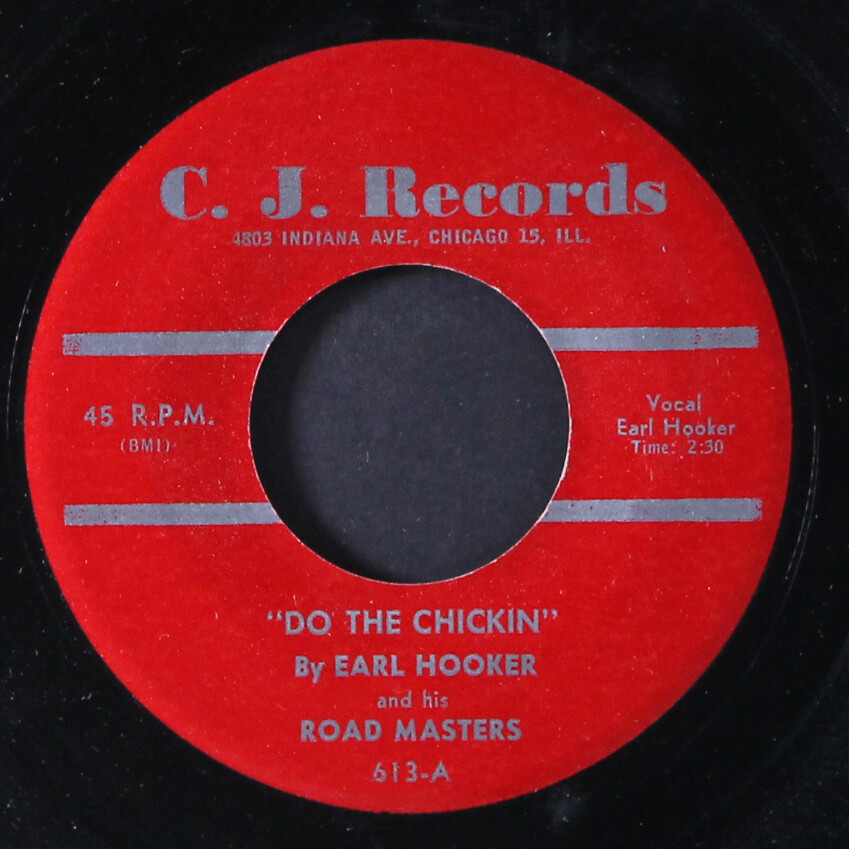 C. J. Records
4803 INDIANA AVE., CHICAGO 15, ILL.
45 R.P.M.
(BMI)
Vocal
Earl Hooker
Time: 2:30
"DO THE CHICKIN"
By EARL HOOKER
and his
ROAD MASTERS
613-A